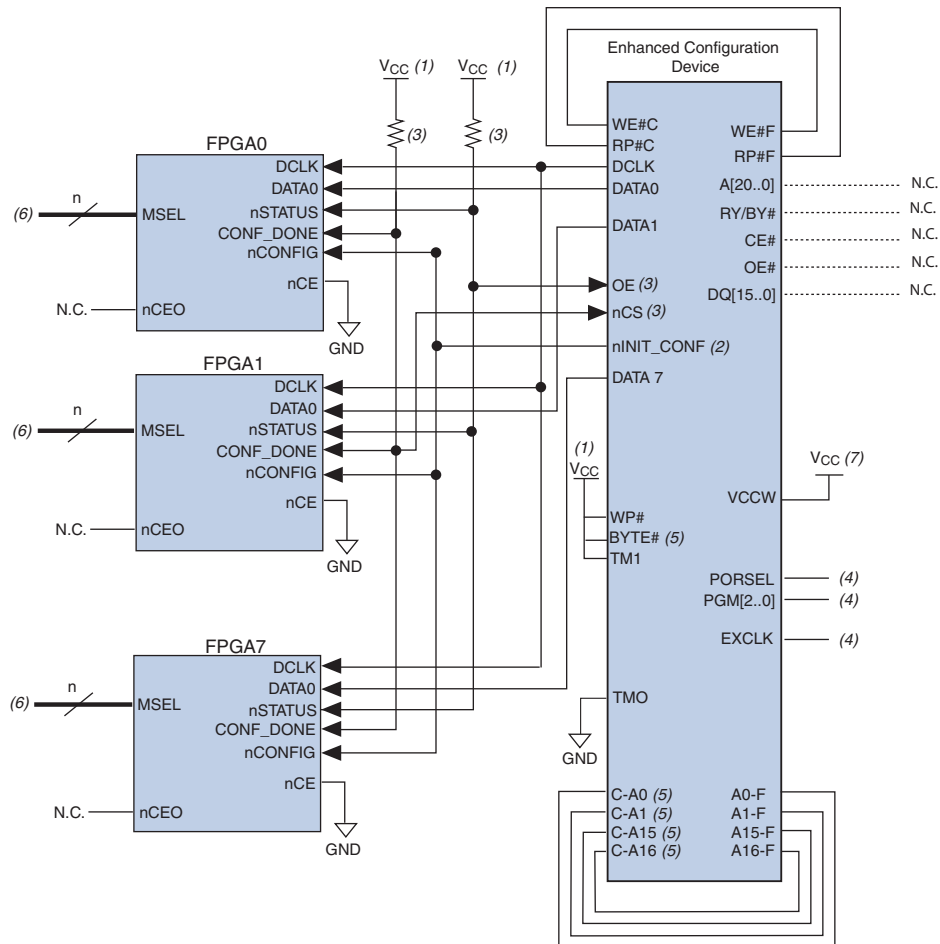 Enhanced Configuration
Device
VCC (1)
VCC (1)
(3)
(3)
FPGA0
DCLK
DATA0
nSTATUS
CONF_DONE
nCONFIG
nCE
GND
n
(6)
MSEL
N.C.
nCEO
FPGA1
DCLK
DATA0
nSTATUS
CONF_DONE
nCONFIG
nCE
GND
n
(6)
MSEL
N.C.
nCEO
FPGA7
DCLK
DATA0
nSTATUS
CONF_DONE
nCONFIG
nCE
GND
n
(6)
MSEL
N.C.
nCEO
WE#C
RP#C
DCLK
DATA0
DATA1
OE (3)
nCS (3)
nINIT_CONF (2)
DATA 7
(1)
VCC
WP#
BYTE# (5)
TM1
TMO
GND
C-A0 (5)
C-A1 (5)
C-A15 (5)
C-A16 (5)
WE#F
RP#F
A[20..0] N.C.
RY/BY# N.C.
CE# N.C.
OE# N.C.
DQ[15..0] N.C.
VCC (7)
VCCW
PORSEL (4)
PGM[2..0] (4)
EXCLK (4)
A0-F
A1-F
A15-F
A16-F